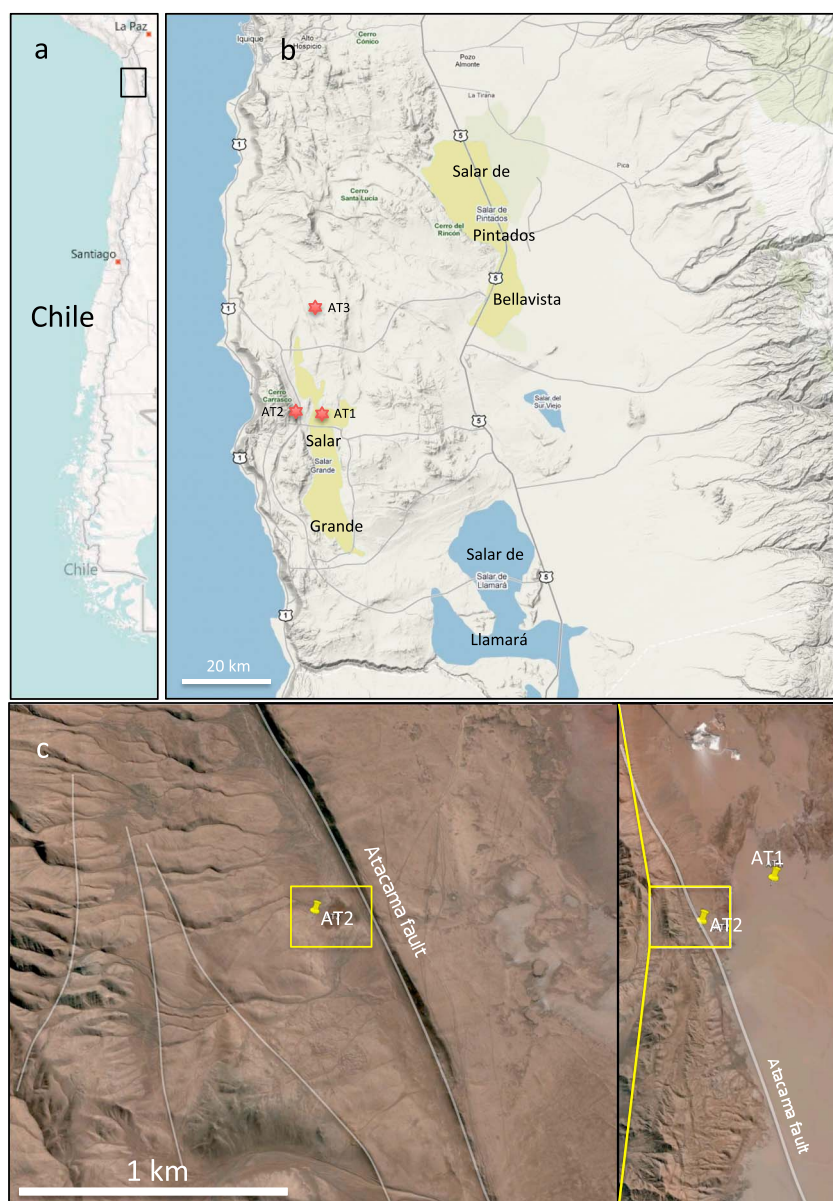 a
La Paz
Santiago
Chile
Chile
b
Iquique
Alto
Hospicio
Cerro
Cónico
Pozo
Almonte
La Tirana
1
5
Pica
Salar de
Cerro
Santa Lucia
Salar de
Pintados
Cerro del
Rincón
Pintados
5
Bellavista
1
AT3
Cerro
Carrasco
AT2
AT1
Salar del
Sur Viejo
5
Salar
1
Salar
Grande
Grande
Salar de
Salar de
Llamará
5
1
Llamará
20 km
c
AT2
Atacama fault
1 km
AT1
AT2
Atacama fault